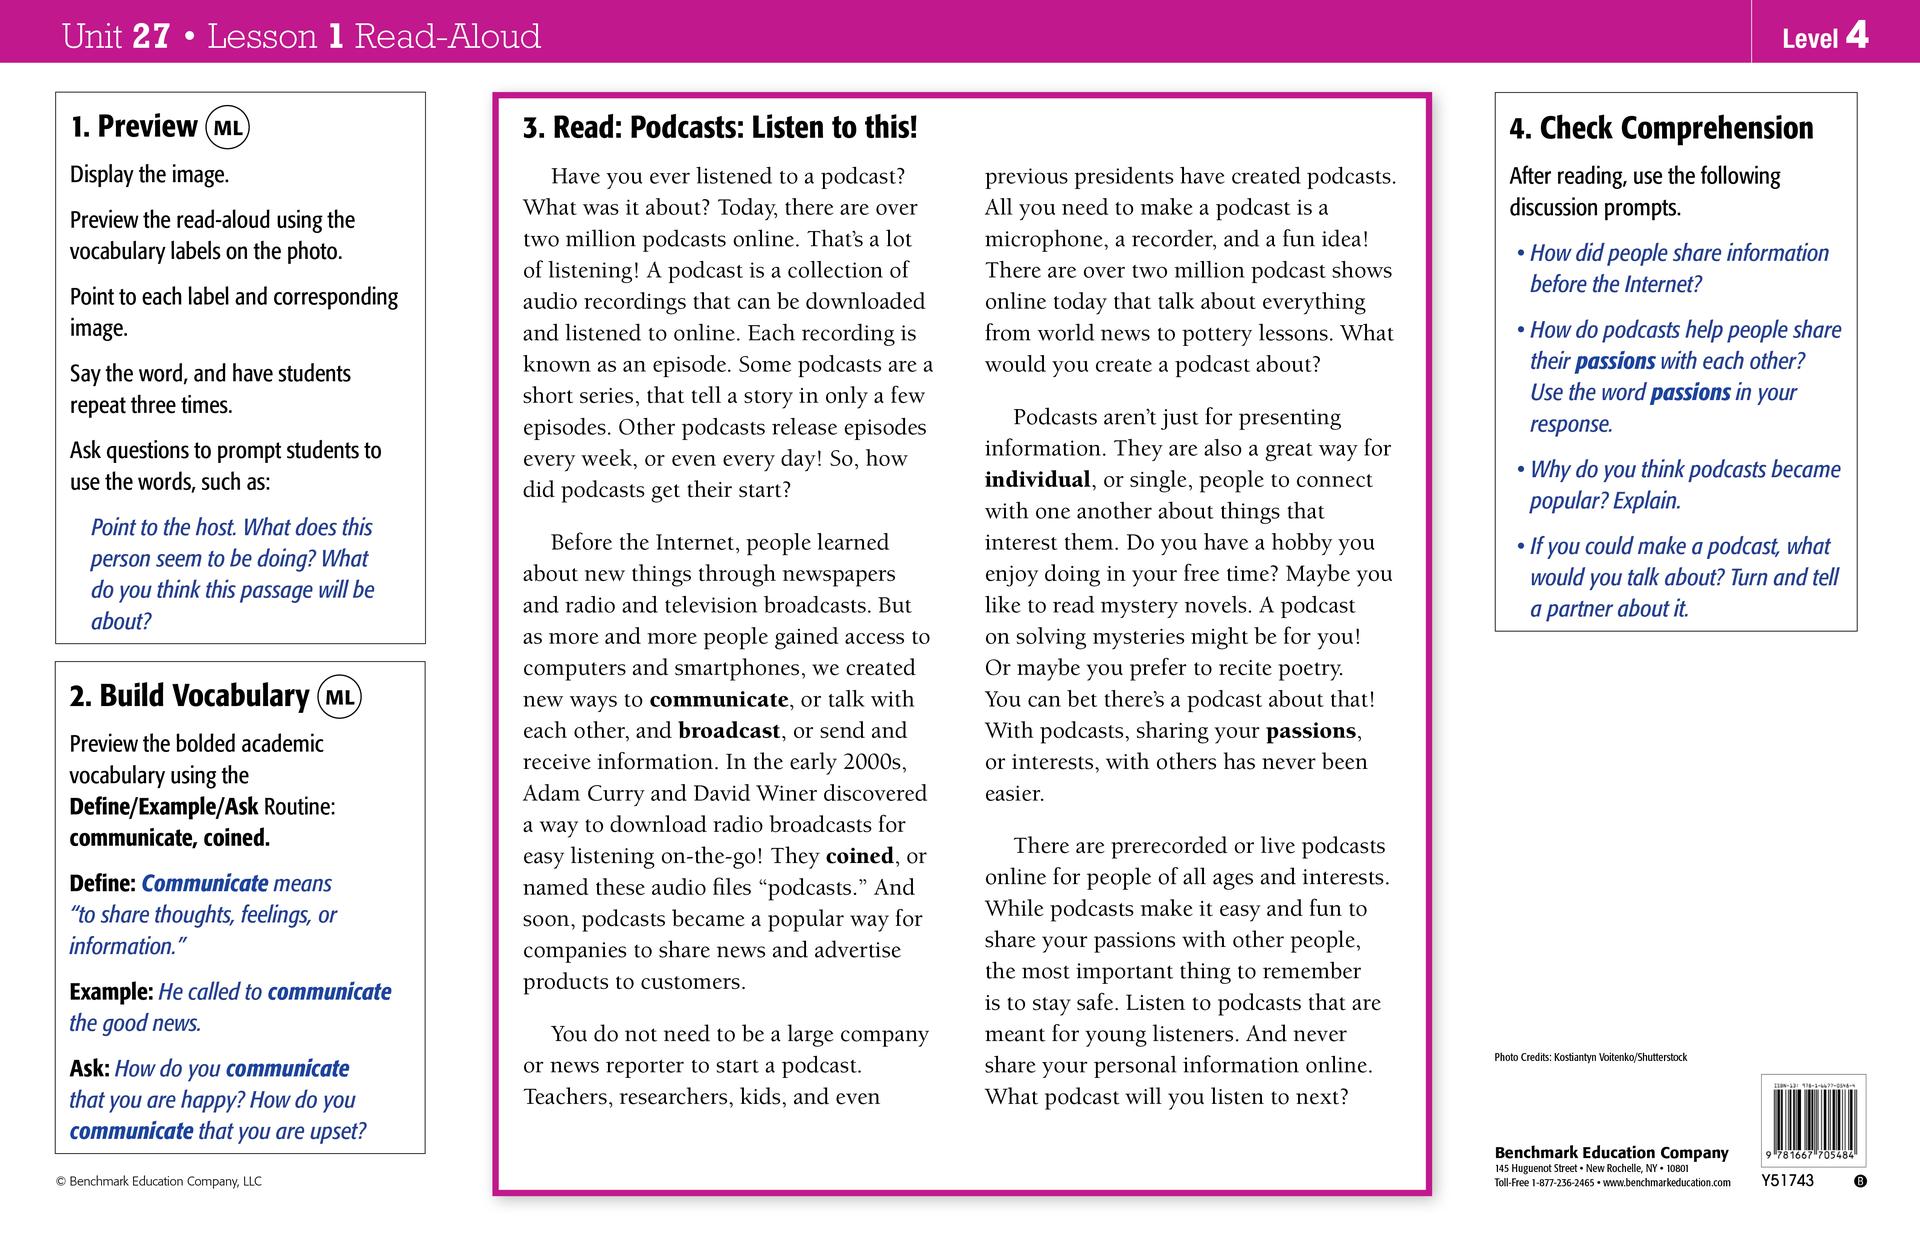 Unit 27 • Lesson 1 Read-Aloud
Level 4
1. Preview ML
Display the image.
Preview the read-aloud using the
vocabulary labels on the photo.
Point to each label and corresponding
image.
Say the word, and have students
repeat three times.
Ask questions to prompt students to
use the words, such as:
Point to the host. What does this
person seem to be doing? What
do you think this passage will be
about?
2. Build Vocabulary ML
Preview the bolded academic
vocabulary using the
Define/Example/Ask Routine:
communicate, coined.
Define: Communicate means
“to share thoughts, feelings, or
information.”
Example: He called to communicate
the good news.
Ask: How do you communicate
that you are happy? How do you
communicate that you are upset?
© Benchmark Education Company, LLC
3. Read: Podcasts: Listen to this!
Have you ever listened to a podcast?
What was it about? Today, there are over
two million podcasts online. That’s a lot
of listening! A podcast is a collection of
audio recordings that can be downloaded
and listened to online. Each recording is
known as an episode. Some podcasts are a
short series, that tell a story in only a few
episodes. Other podcasts release episodes
every week, or even every day! So, how
did podcasts get their start?
Before the Internet, people learned
about new things through newspapers
and radio and television broadcasts. But
as more and more people gained access to
computers and smartphones, we created
new ways to communicate, or talk with
each other, and broadcast, or send and
receive information. In the early 2000s,
Adam Curry and David Winer discovered
a way to download radio broadcasts for
easy listening on-the-go! They coined, or
named these audio files “podcasts.” And
soon, podcasts became a popular way for
companies to share news and advertise
products to customers.
You do not need to be a large company
or news reporter to start a podcast.
Teachers, researchers, kids, and even
previous presidents have created podcasts.
All you need to make a podcast is a
microphone, a recorder, and a fun idea!
There are over two million podcast shows
online today that talk about everything
from world news to pottery lessons. What
would you create a podcast about?
Podcasts aren’t just for presenting
information. They are also a great way for
individual, or single, people to connect
with one another about things that
interest them. Do you have a hobby you
enjoy doing in your free time? Maybe you
like to read mystery novels. A podcast
on solving mysteries might be for you!
Or maybe you prefer to recite poetry.
You can bet there’s a podcast about that!
With podcasts, sharing your passions,
or interests, with others has never been
easier.
There are prerecorded or live podcasts
online for people of all ages and interests.
While podcasts make it easy and fun to
share your passions with other people,
the most important thing to remember
is to stay safe. Listen to podcasts that are
meant for young listeners. And never
share your personal information online.
What podcast will you listen to next?
4. Check Comprehension
After reading, use the following
discussion prompts.
• How did people share information
before the Internet?
• How do podcasts help people share
their passions with each other?
Use the word passions in your
response.
• Why do you think podcasts became
popular? Explain.
• If you could make a podcast, what
would you talk about? Turn and tell
a partner about it.
Photo Credits: Kostiantyn Voitenko/Shutterstock
Benchmark Education Company
145 Huguenot Street • New Rochelle, NY • 10801
Toll-Free 1-877-236-2465 • www.benchmarkeducation.com
ISBN-13: 978-1-6677-0548-4
9 781667 705484
Y51743
B